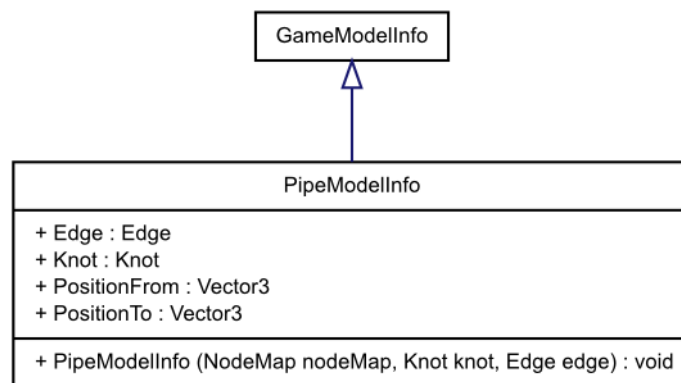 GameModelInfo
PipeModelInfo
+ Edge : Edge
+ Knot : Knot
+ PositionFrom : Vector3
+ PositionTo : Vector3
+ PipeModelInfo (NodeMap nodeMap, Knot knot, Edge edge) : void